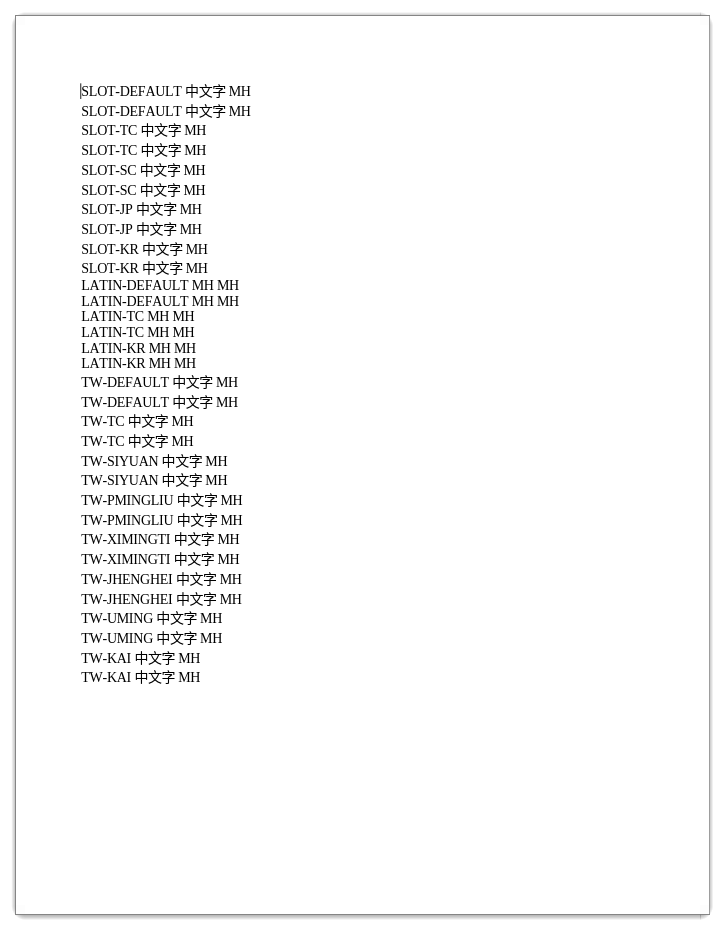 SLOT-DEFAULT 中文字 MH
SLOT-DEFAULT 中文字 MH
SLOT-TC 中文字 MH
SLOT-TC 中文字 MH
SLOT-SC 中文字 MH
SLOT-SC 中文字 MH
SLOT-JP 中文字 MH
SLOT-JP 中文字 MH
SLOT-KR 中文字 MH
SLOT-KR 中文字 MH
LATIN-DEFAULT MH MH
LATIN-DEFAULT MH MH
LATIN-TC MH MH
LATIN-TC MH MH
LATIN-KR MH MH
LATIN-KR MH MH
TW-DEFAULT 中文字 MH
TW-DEFAULT 中文字 MH
TW-TC 中文字 MH
TW-TC 中文字 MH
TW-SIYUAN 中文字 MH
TW-SIYUAN 中文字 MH
TW-PMINGLIU 中文字 MH
TW-PMINGLIU 中文字 MH
TW-XIMINGTI 中文字 MH
TW-XIMINGTI 中文字 MH
TW-JHENGHEI 中文字 MH
TW-JHENGHEI 中文字 MH
TW-UMING 中文字 MH
TW-UMING 中文字 MH
TW-KAI 中文字 MH
TW-KAI 中文字 MH